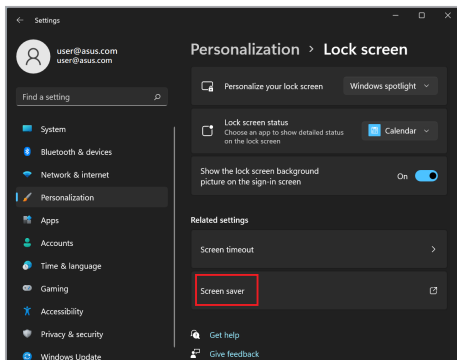 Settings
user@asus.com
user@asus.com
Find a setting
System
Bluetooth & devices
Network & internet
Personalization
Apps
Accounts
Time & language
Gaming
Accessibility
Privacy & security
Windows Update
Personalization > Lock screen
Personalize your lock screen
Windows spotlight
Lock screen status
Choose an app to show detailed status
on the lock screen
Calendar
Show the lock screen background
picture on the sign-in screen
On
Related settings
Screen timeout
Screen saver
Get help
Give feedback